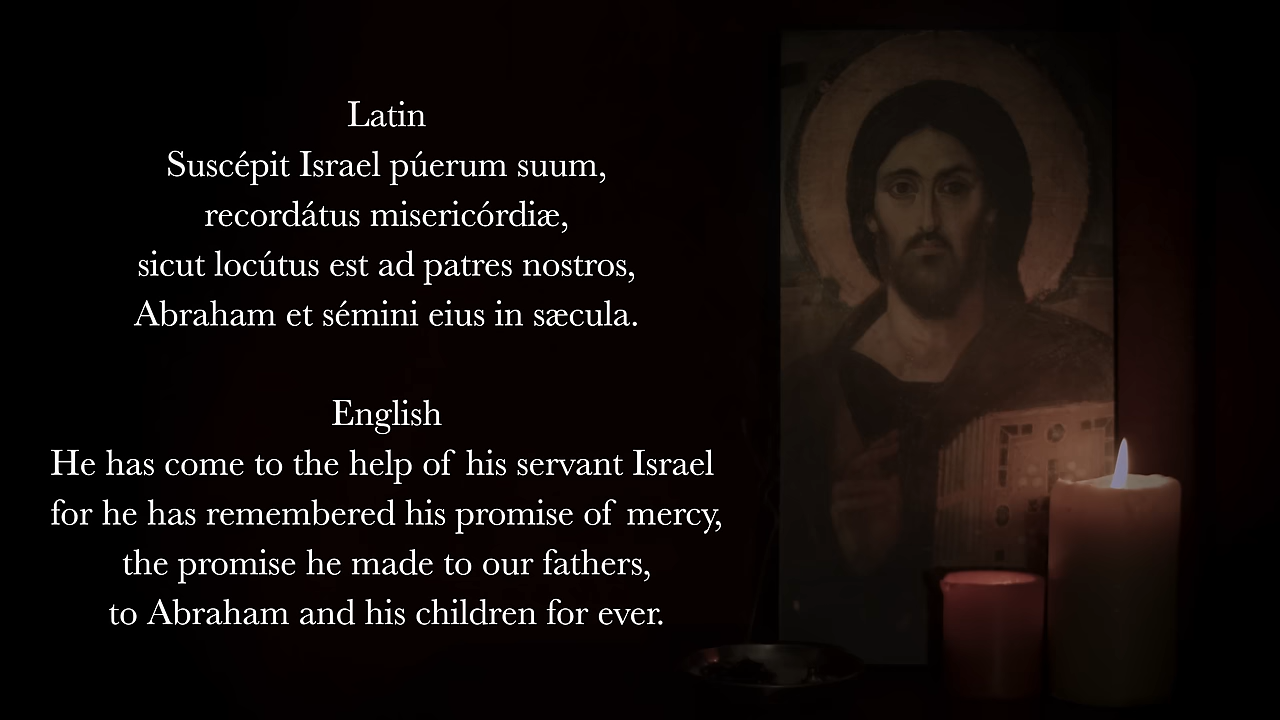 Latin
Suscépit Israel púerum suum,
recordátus misericórdiæ,
sicut locútus est ad patres nostros,
Abraham et sémini eius in sæcula.
English
He has come to the help of his servant Israel
for he has remembered his promise of mercy,
the promise he made to our fathers,
to Abraham and his children for ever.